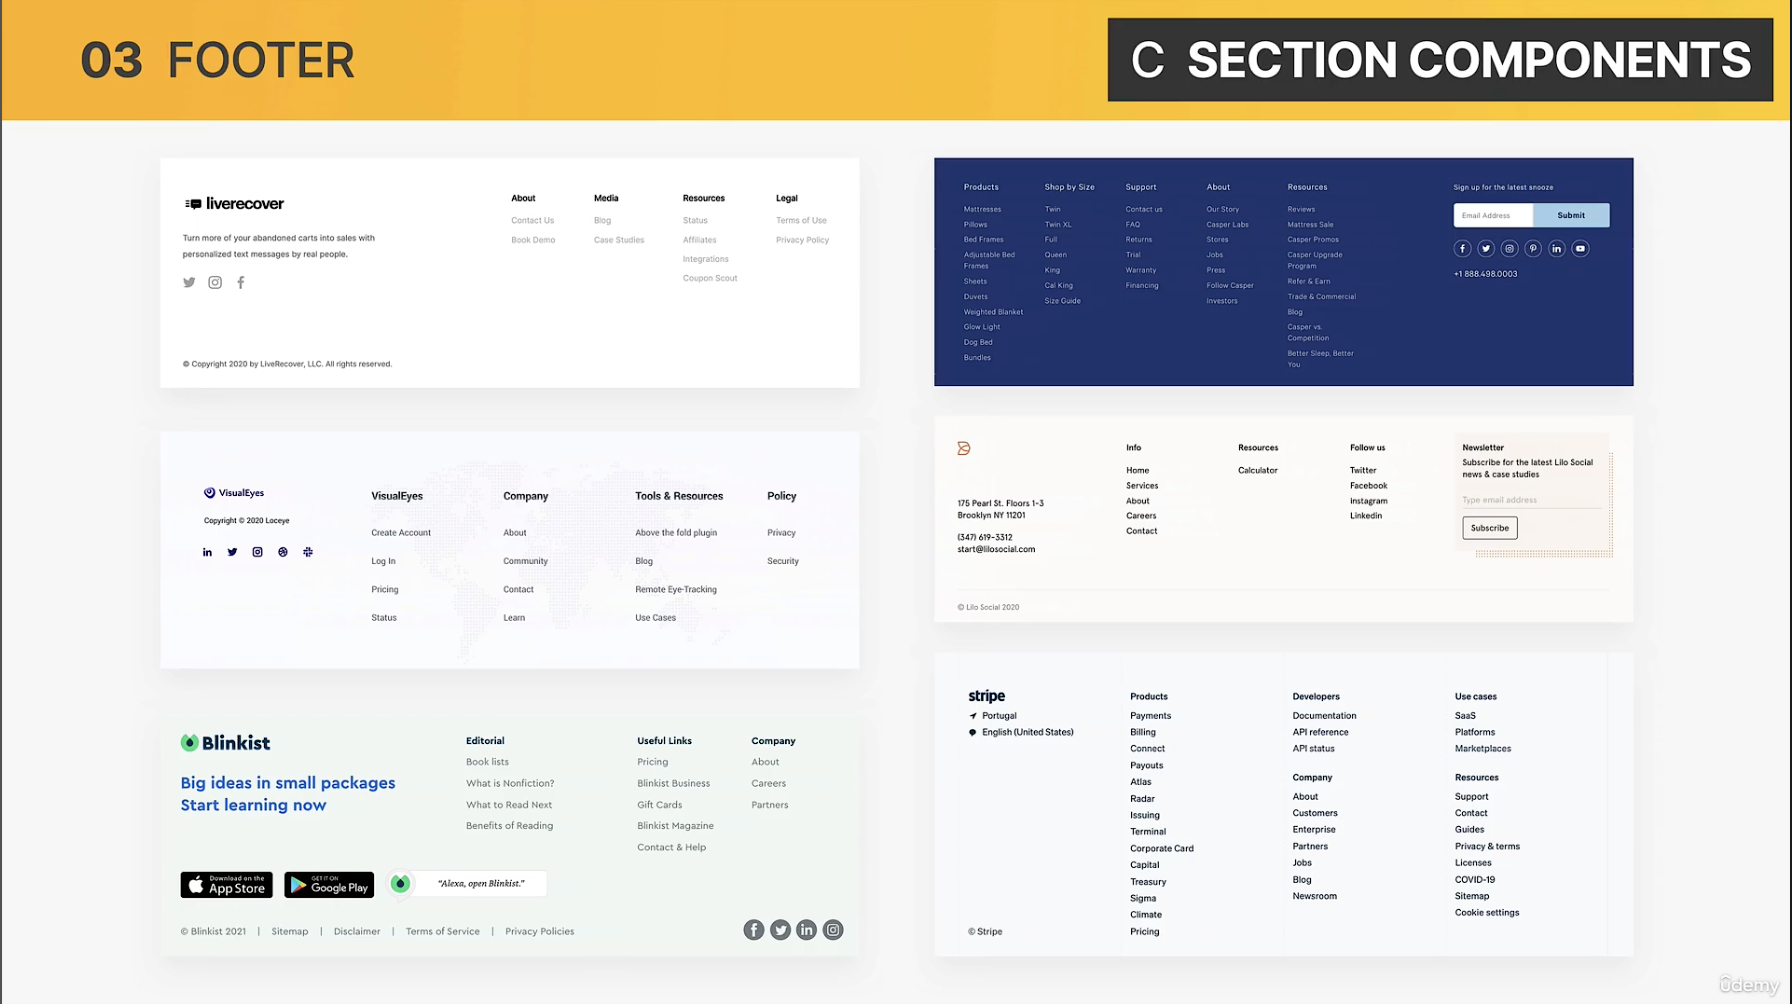 03 FOOTER
C SECTION COMPONENTS
liverecover
Turn more of your abandoned carts into sales with
personalized text messages by real people.
About
Contact Us
Book Demo
Media
Blog
Case Studies
Resources
Status
Affiliates
Integrations
Coupon Scout
Legal
Terms of Use
Privacy Policy
© Copyright 2020 by LiveRecover, LLC. All rights reserved.
Products
Mattresses
Pillows
Bed Frames
Adjustable Bed
Frames
Sheets
Duvets
Weighted Blanket
Glow Light
Dog Bed
Bundles
Shop by Size
Twin
Twin XL
Full
Queen
King
Cal King
Size Guide
Support
Contact us
FAQ
Returns
Trial
Warranty
Financing
About
Our Story
Casper Labs
Stores
Jobs
Press
Follow Casper
Investors
Resources
Reviews
Mattress Sale
Casper Promos
Casper Upgrade
Program
Refer & Earn
Trade & Commercial
Blog
Casper vs.
Competition
Better Sleep, Better
You
Sign up for the latest snooze
Email Address
Submit
+1 888.498.0003
VisualEyes
Copyright © 2020 Loceye
VisualEyes
Create Account
Log In
Pricing
Status
Company
About
Community
Contact
Learn
Tools & Resources
Above the fold plugin
Blog
Remote Eye-Tracking
Use Cases
Policy
Privacy
Security
175 Pearl St. Floors 1-3
Brooklyn NY 11201
(347) 619-3312
start@lilosocial.com
Info
Home
Services
About
Careers
Contact
Resources
Calculator
Follow us
Twitter
Facebook
Instagram
Linkedin
Newsletter
Subscribe for the latest Lilo Social
news & case studies
Type email address
Subscribe
© Lilo Social 2020
Blinkist
Big ideas in small packages
Start learning now
Editorial
Book lists
What is Nonfiction?
What to Read Next
Benefits of Reading
Useful Links
Pricing
Blinkist Business
Gift Cards
Blinkist Magazine
Contact & Help
Company
About
Careers
Partners
Download on the
App Store
GET IT ON
Google Play
“Alexa, open Blinkist.”
© Blinkist 2021 | Sitemap | Disclaimer | Terms of Service | Privacy Policies
stripe
Portugal
English (United States)
© Stripe
Products
Payments
Billing
Connect
Payouts
Atlas
Radar
Issuing
Terminal
Corporate Card
Capital
Treasury
Sigma
Climate
Pricing
Developers
Documentation
API reference
API status
Company
About
Customers
Enterprise
Partners
Jobs
Blog
Newsroom
Use cases
SaaS
Platforms
Marketplaces
Resources
Support
Contact
Guides
Privacy & terms
Licenses
COVID-19
Sitemap
Cookie settings
ûdemy